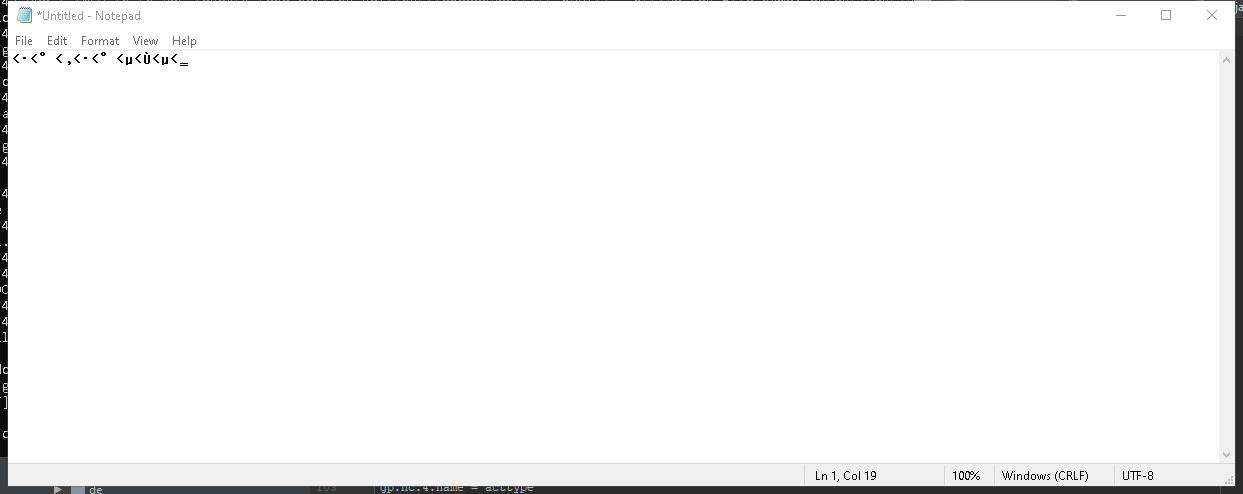 *Untitled - Notepad
File Edit Format View Help
<·<° <¸<·<° <µ<Ù<µ<‗
Ln 1, Col 19
100%
Windows (CRLF)
UTF-8
de
gp.nc.4.name = acctype